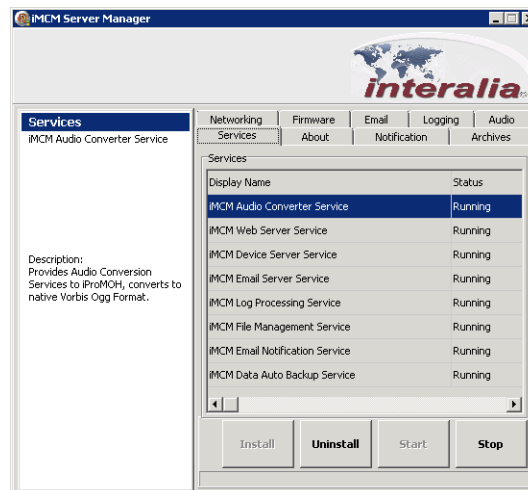 iMCM Server Manager
interalia
Services
iMCM Audio Converter Service
Description:
Provides Audio Conversion
Services to iProMOH, converts to
native Vorbis Ogg Format.
Networking Firmware Email Logging Audio
Services About Notification Archives
Services
Display Name Status
iMCM Audio Converter Service Running
iMCM Web Server Service Running
iMCM Device Server Service Running
iMCM Email Server Service Running
iMCM Log Processing Service Running
iMCM File Management Service Running
iMCM Email Notification Service Running
iMCM Data Auto Backup Service Running
Install Uninstall Start Stop